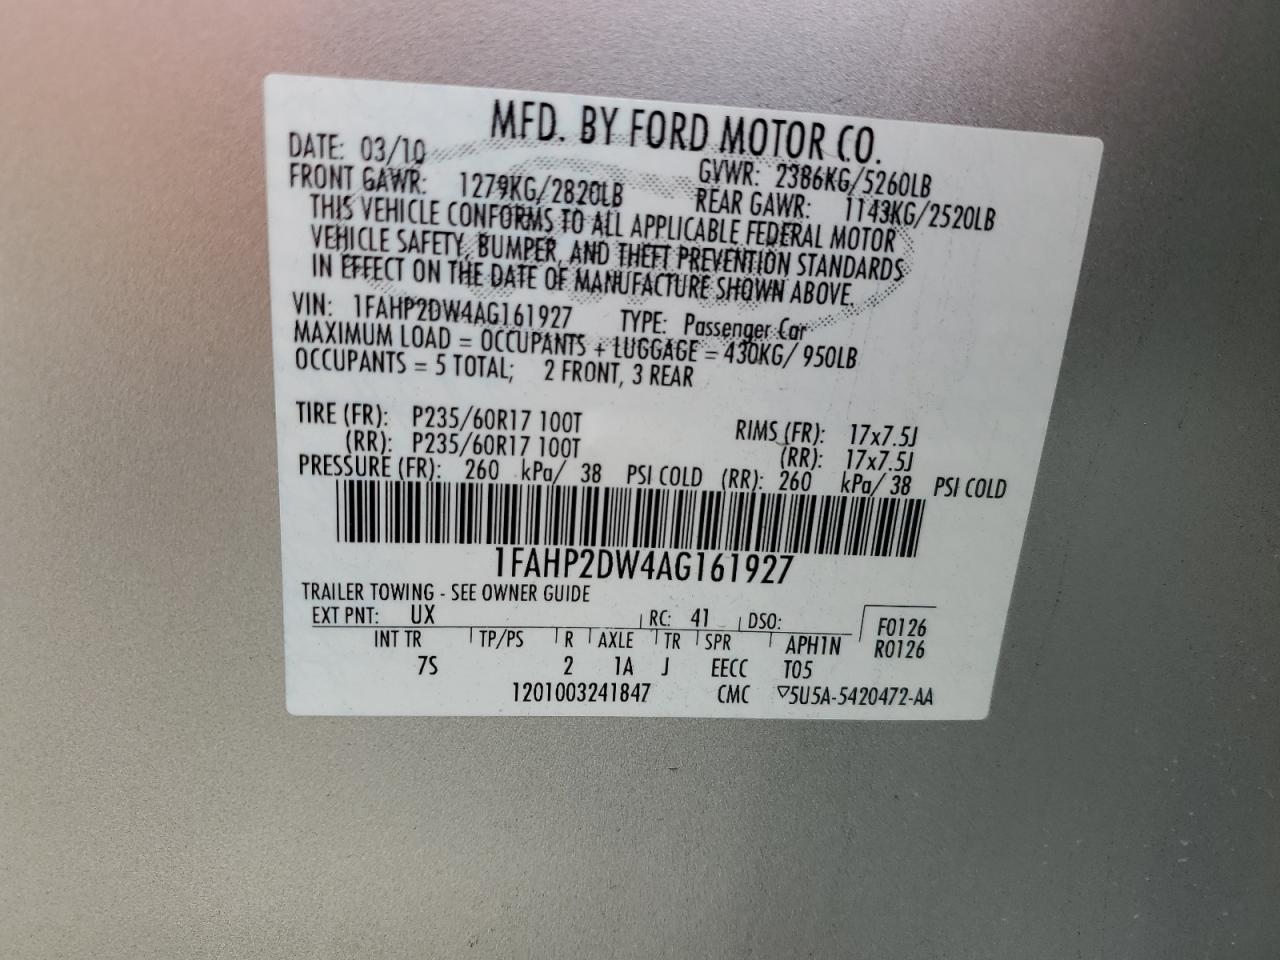 MFD. BY FORD MOTOR CO.
DATE: 03/10 GVWR: 2386KG/5260LB
FRONT GAWR: 1279KG/2820LB REAR GAWR: 1143KG/2520LB
THIS VEHICLE CONFORMS TO ALL APPLICABLE FEDERAL MOTOR
VEHICLE SAFETY, BUMPER, AND THEFT PREVENTION STANDARDS
IN EFFECT ON THE DATE OF MANUFACTURE SHOWN ABOVE.
VIN: 1FAHP2DW4AG161927 TYPE: Passenger Car
MAXIMUM LOAD = OCCUPANTS + LUGGAGE = 430KG/ 950LB
OCCUPANTS = 5 TOTAL; 2 FRONT, 3 REAR
TIRE (FR): P235/60R17 100T RIMS (FR): 17x7.5J
(RR): P235/60R17 100T (RR): 17x7.5J
PRESSURE (FR): 260 kPa/ 38 PSI COLD (RR): 260 kPa/ 38 PSI COLD
1FAHP2DW4AG161927
TRAILER TOWING - SEE OWNER GUIDE
EXT PNT: UX RC: 41 DSO: F0126
INT TR TP/PS R AXLE TR SPR APH1N R0126
7S 2 1A J EECC T05
1201003241847 CMC ▽5U5A-5420472-AA